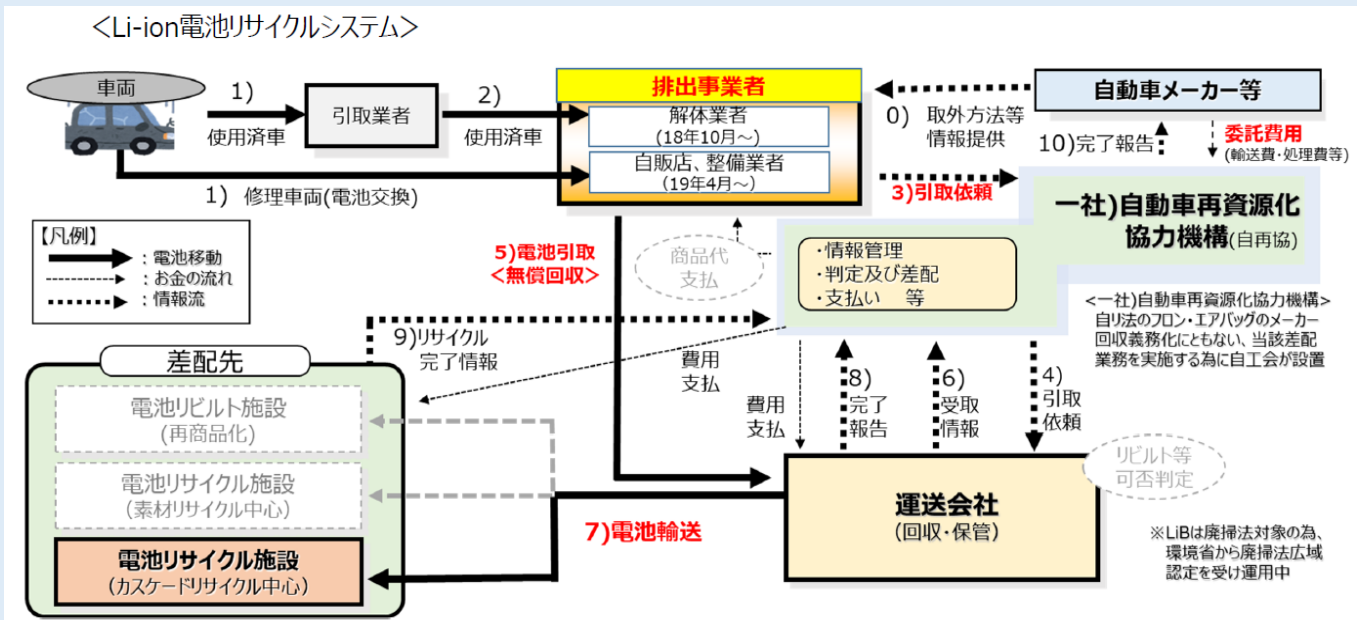 ＜Li-ion電池リサイクルシステム＞
車両
1)
使用済車
引取業者
2)
使用済車
排出事業者
解体業者
(18年10月～)
自販店、整備業者
(19年4月～)
1) 修理車両(電池交換)
0) 取外方法等
情報提供
自動車メーカー等
10)完了報告
委託費用
(輸送費・処理費等)
3)引取依頼
一社)自動車再資源化
協力機構(自再協)
・情報管理
・判定及び差配
・支払い 等
商品代
支払
5)電池引取
＜無償回収＞
【凡例】
：電池移動
：お金の流れ
：情報流
＜一社)自動車再資源化協力機構＞
自リ法のフロン・エアバッグのメーカー
回収義務化にともない、当該差配
業務を実施する為に自工会が設置
9)リサイクル
完了情報
費用
支払
費用
支払
8)
完了
報告
6)
受取
情報
4)
引取
依頼
差配先
電池リビルト施設
(再商品化)
電池リサイクル施設
(素材リサイクル中心)
電池リサイクル施設
(カスケードリサイクル中心)
7)電池輸送
運送会社
(回収・保管)
リビルト等
可否判定
※LiBは廃掃法対象の為、
環境省から廃掃法広域
認定を受け運用中